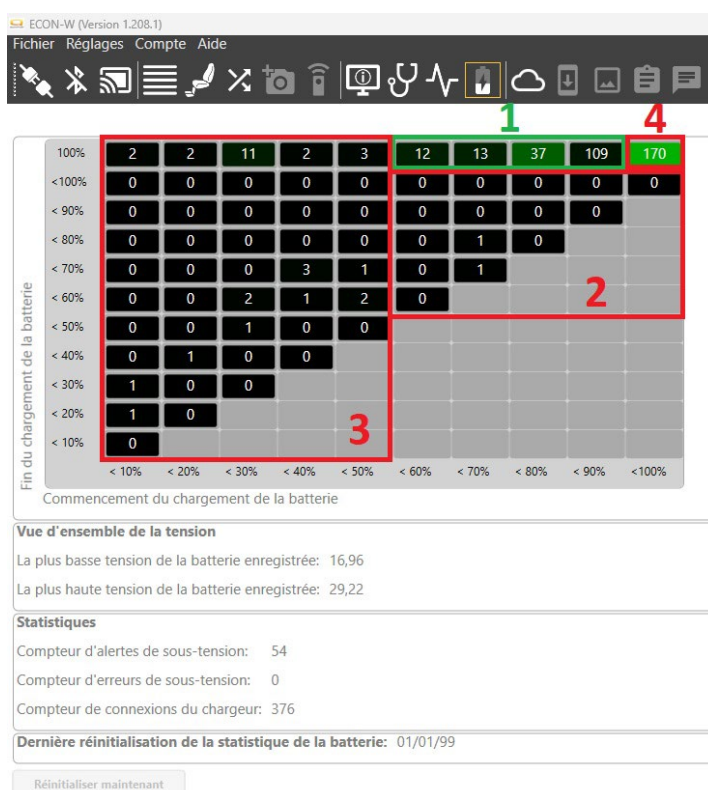 ECON-W (Version 1.208.1)
Fichier Réglages Compte Aide
1 4
100% 2 2 11 2 3 12 13 37 109 170
<100% 0 0 0 0 0 0 0 0 0 0
< 90% 0 0 0 0 0 0 0 0 0
< 80% 0 0 0 0 0 0 1 0
< 70% 0 0 0 3 1 0 1
< 60% 0 0 2 1 2 0 2
< 50% 0 0 1 0 0
< 40% 0 1 0 0
< 30% 1 0 0
< 20% 1 0 3
< 10% 0
Fin du chargement de la batterie
< 10% < 20% < 30% < 40% < 50% < 60% < 70% < 80% < 90% <100%
Commencement du chargement de la batterie
Vue d'ensemble de la tension
La plus basse tension de la batterie enregistrée: 16,96
La plus haute tension de la batterie enregistrée: 29,22
Statistiques
Compteur d'alertes de sous-tension: 54
Compteur d'erreurs de sous-tension: 0
Compteur de connexions du chargeur: 376
Dernière réinitialisation de la statistique de la batterie: 01/01/99
Réinitialiser maintenant